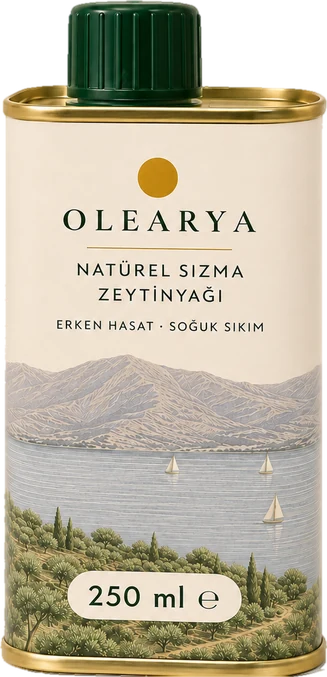 OLEARYA
NATÜREL SIZMA
ZEYTİNYAĞI
ERKEN HASAT · SOĞUK SIKIM
250 ml ℮